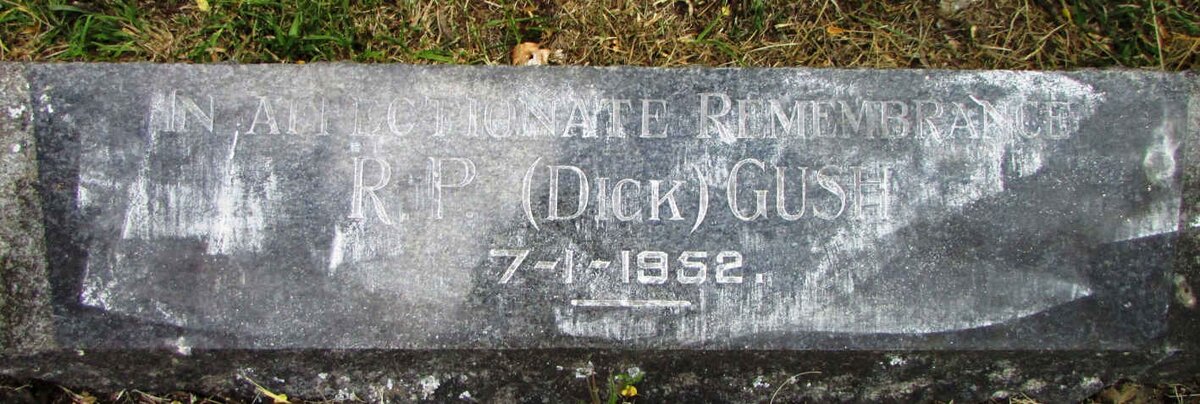 IN AFFECTIONATE REMEMBRANCE
R. P. (DICK) GUSH
7-1-1952.